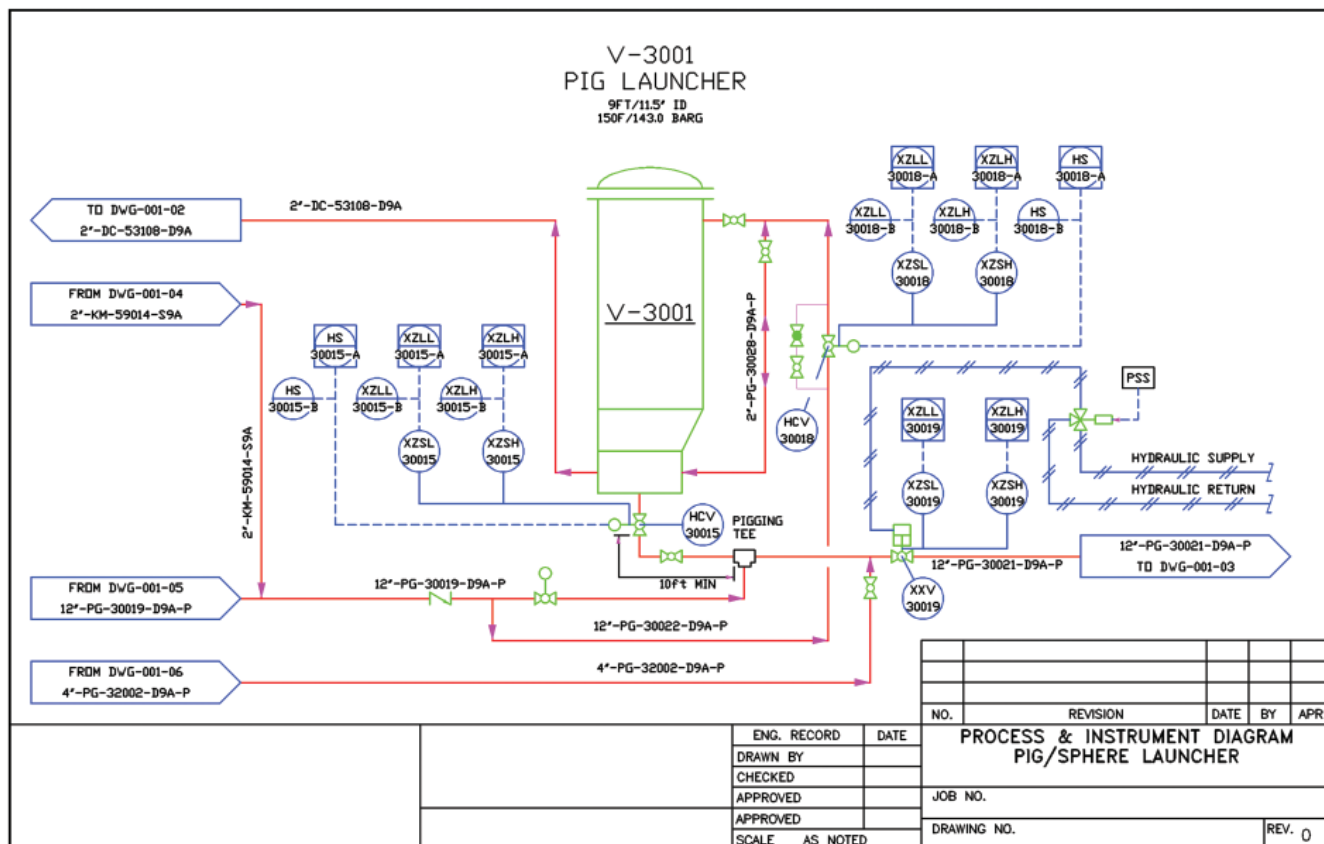 V-3001
PIG LAUNCHER
9FT/11.5" ID
150F/143.0 BARG
XZLL
30018-A
XZLH
30018-A
HS
30018-A
XZLL
30018-B
XZLH
30018-B
HS
30018-B
XZSL
30018
XZSH
30018
TO DWG-001-02
2"-DC-53108-D9A
2"-DC-53108-D9A
FROM DWG-001-04
2"-KM-59014-S9A
V-3001
HS
30015-A
XZLL
30015-A
XZLH
30015-A
HS
30015-B
XZLL
30015-B
XZLH
30015-B
XZSL
30015
XZSH
30015
2"-KM-59014-S9A
2"-PG-30028-D9A-P
HCV
30018
PSS
XZLL
30019
XZLH
30019
XZSL
30019
XZSH
30019
HYDRAULIC SUPPLY
HYDRAULIC RETURN
HCV
30015
PIGGING
TEE
10ft MIN
12"-PG-30021-D9A-P
12"-PG-30021-D9A-P
TO DWG-001-03
XXV
30019
FROM DWG-001-05
12"-PG-30019-D9A-P
12"-PG-30019-D9A-P
12"-PG-30022-D9A-P
FROM DWG-001-06
4"-PG-32002-D9A-P
4"-PG-32002-D9A-P
NO. REVISION DATE BY APR
ENG. RECORD DATE
DRAWN BY
CHECKED
APPROVED
APPROVED
SCALE AS NOTED
PROCESS & INSTRUMENT DIAGRAM
PIG/SPHERE LAUNCHER
JOB NO.
DRAWING NO.
REV. 0